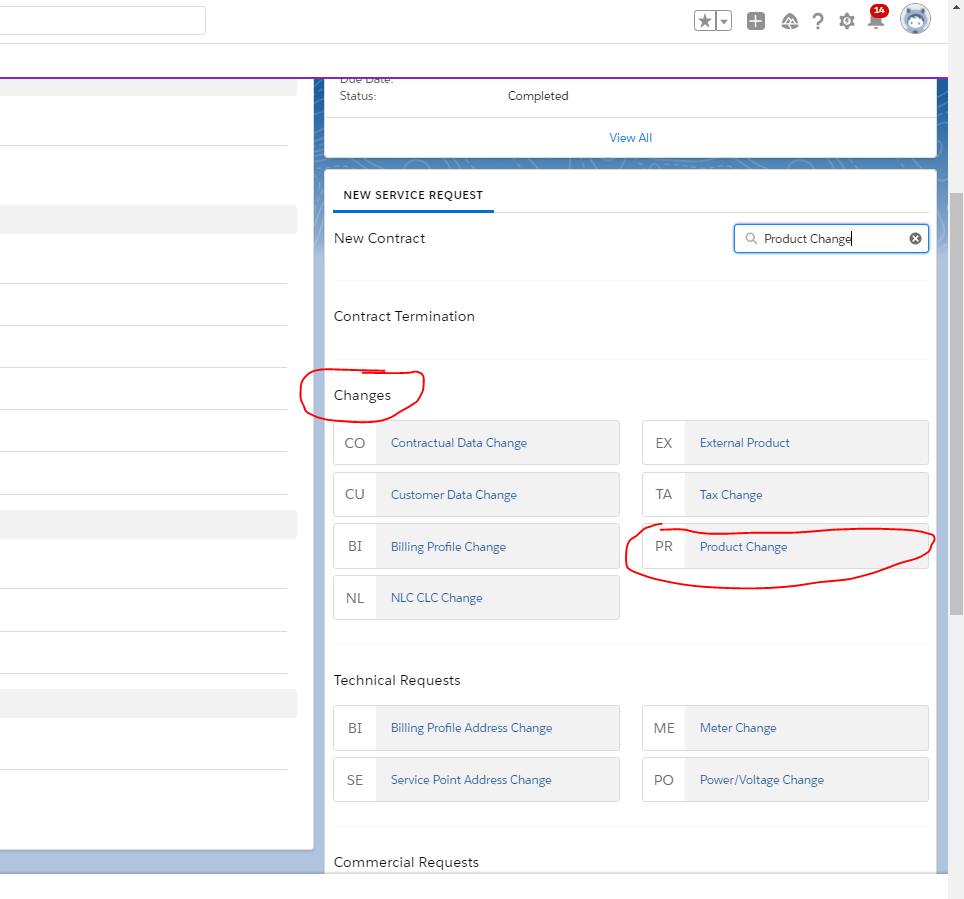 14
Due Date:
Status: Completed
View All
NEW SERVICE REQUEST
New Contract
Product Change
Contract Termination
Changes
CO Contractual Data Change
EX External Product
CU Customer Data Change
TA Tax Change
BI Billing Profile Change
PR Product Change
NL NLC CLC Change
Technical Requests
BI Billing Profile Address Change
ME Meter Change
SE Service Point Address Change
PO Power/Voltage Change
Commercial Requests